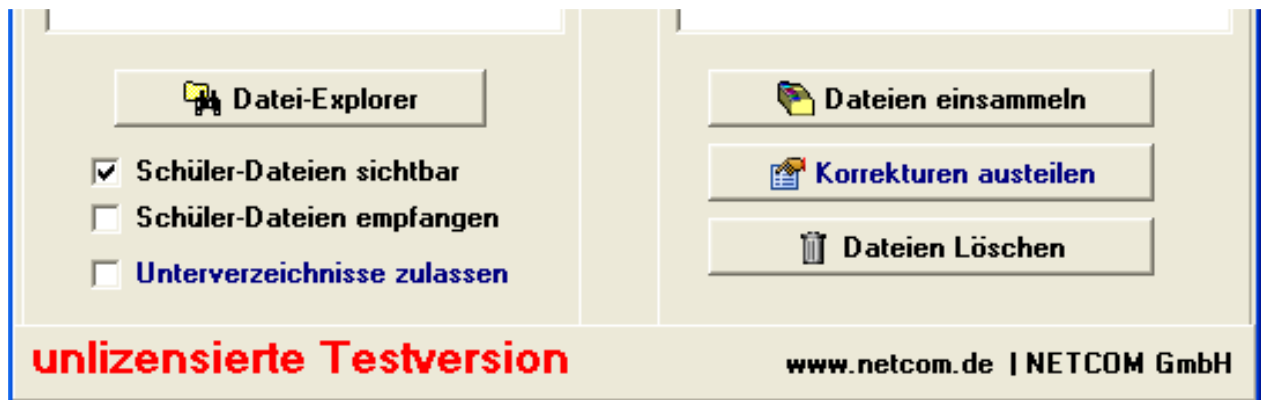 Datei-Explorer
Schüler-Dateien sichtbar
Schüler-Dateien empfangen
Unterverzeichnisse zulassen
Dateien einsammeln
Korrekturen austeilen
Dateien Löschen
unlizensierte Testversion
www.netcom.de | NETCOM GmbH